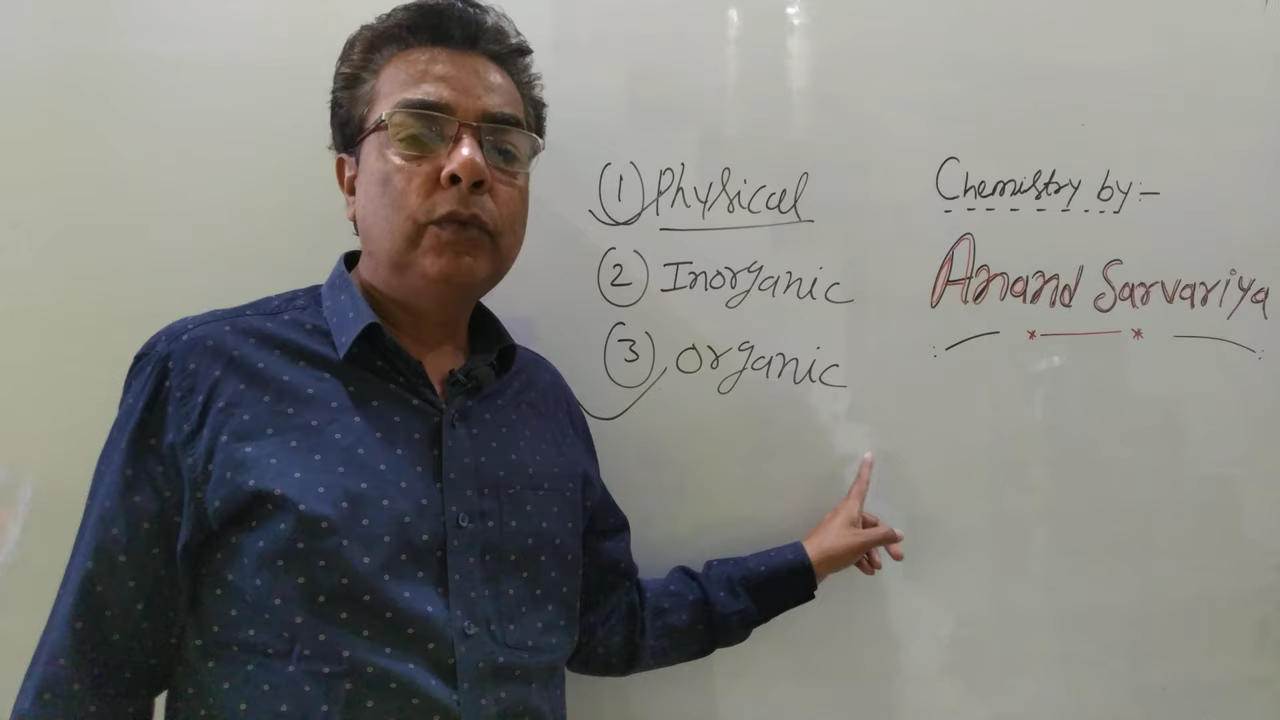 (1) Physical
(2) Inorganic
(3) Organic
Chemistry by:-
Anand Sarvariya